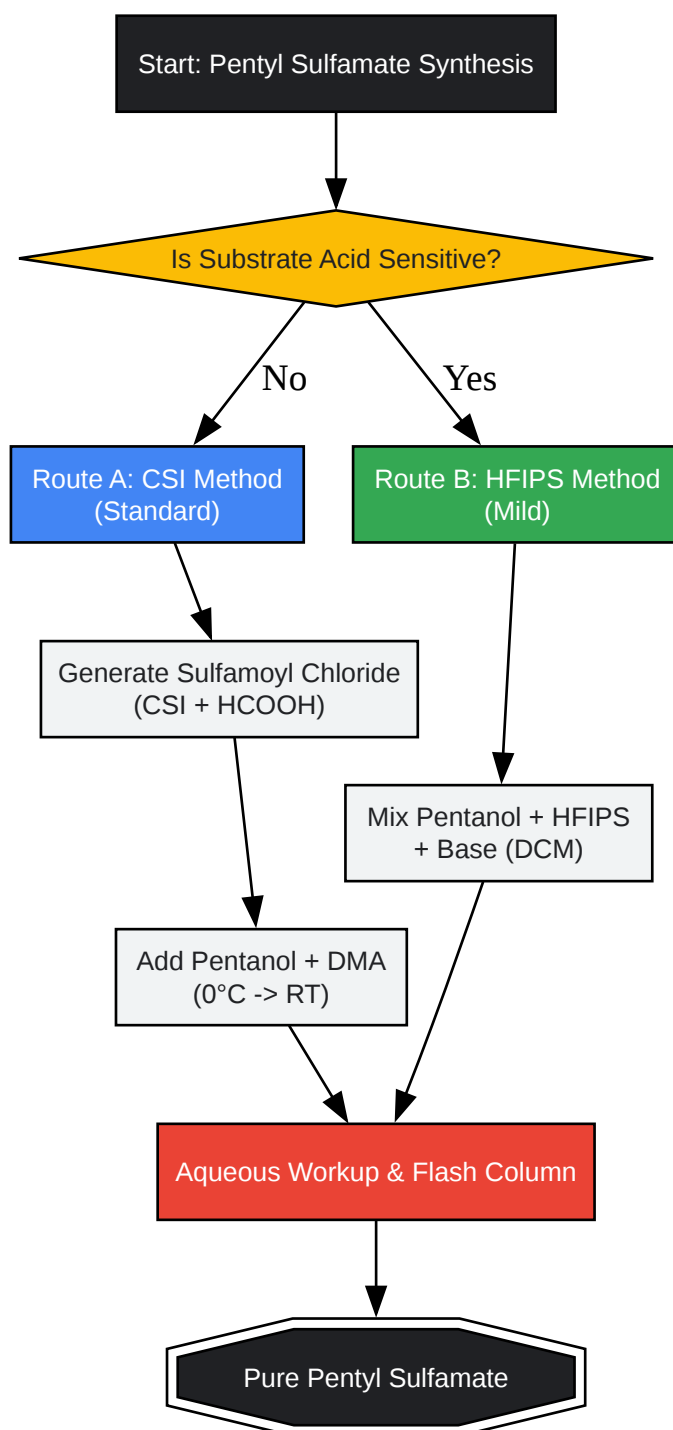 Start: Pentyl Sulfamate Synthesis
Is Substrate Acid Sensitive?
No
Yes
Route A: CSI Method
(Standard)
Route B: HFIPS Method
(Mild)
Generate Sulfamoyl Chloride
(CSI + HCOOH)
Mix Pentanol + HFIPS
+ Base (DCM)
Add Pentanol + DMA
(0°C -> RT)
Aqueous Workup & Flash Column
Pure Pentyl Sulfamate